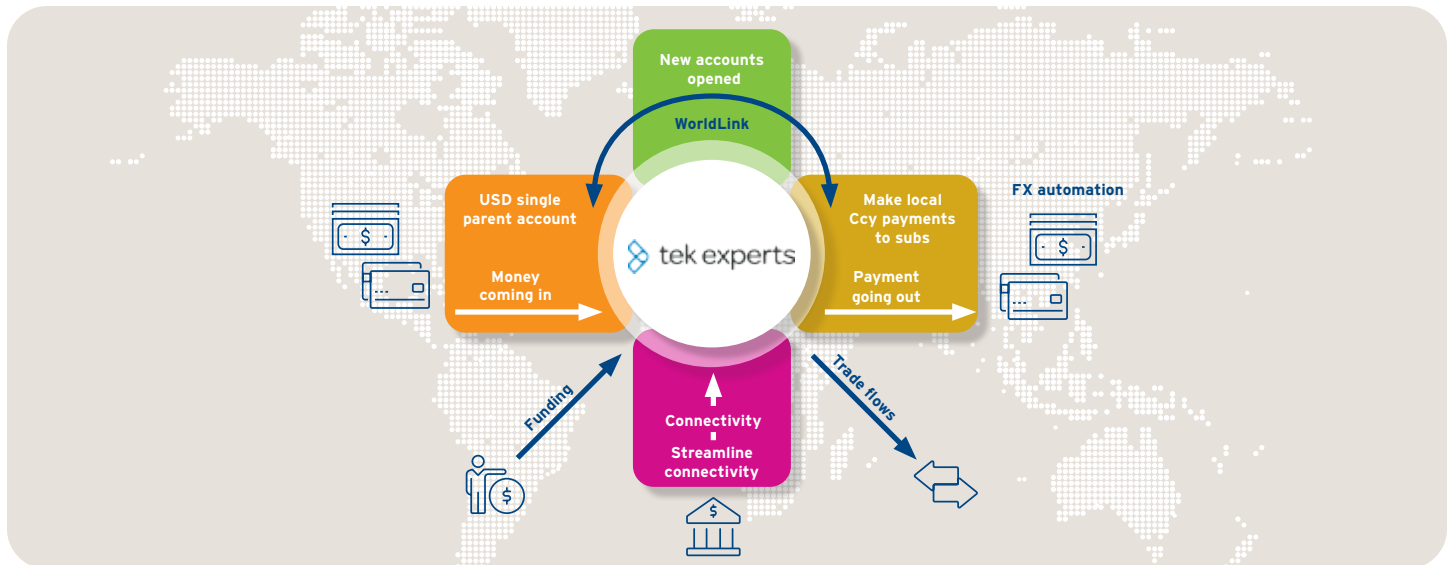 New accounts
opened
WorldLink
USD single
parent account
Money
coming in
tek experts
Make local
Ccy payments
to subs
Payment
going out
FX automation
$
$
Funding
Trade flows
Connectivity
Streamline
connectivity
$
$